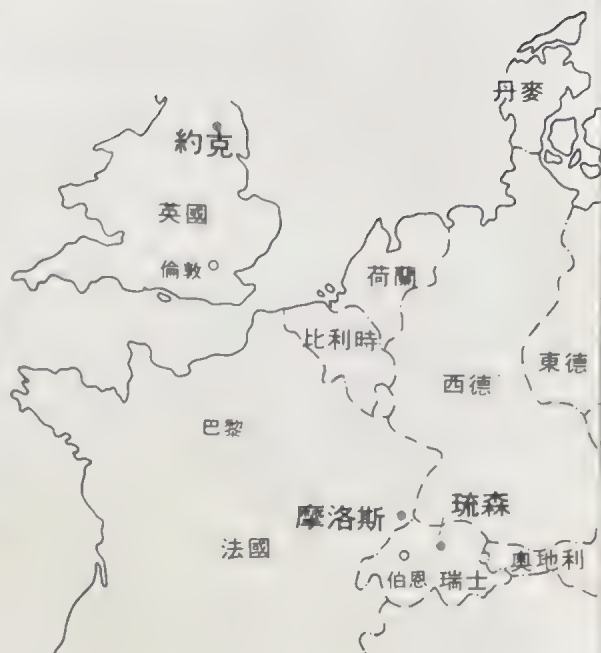 丹麥
約克
英國
倫敦
荷蘭
比利時
東德
西德
巴黎
摩洛斯
琉森
法國
奧地利
伯恩
瑞士